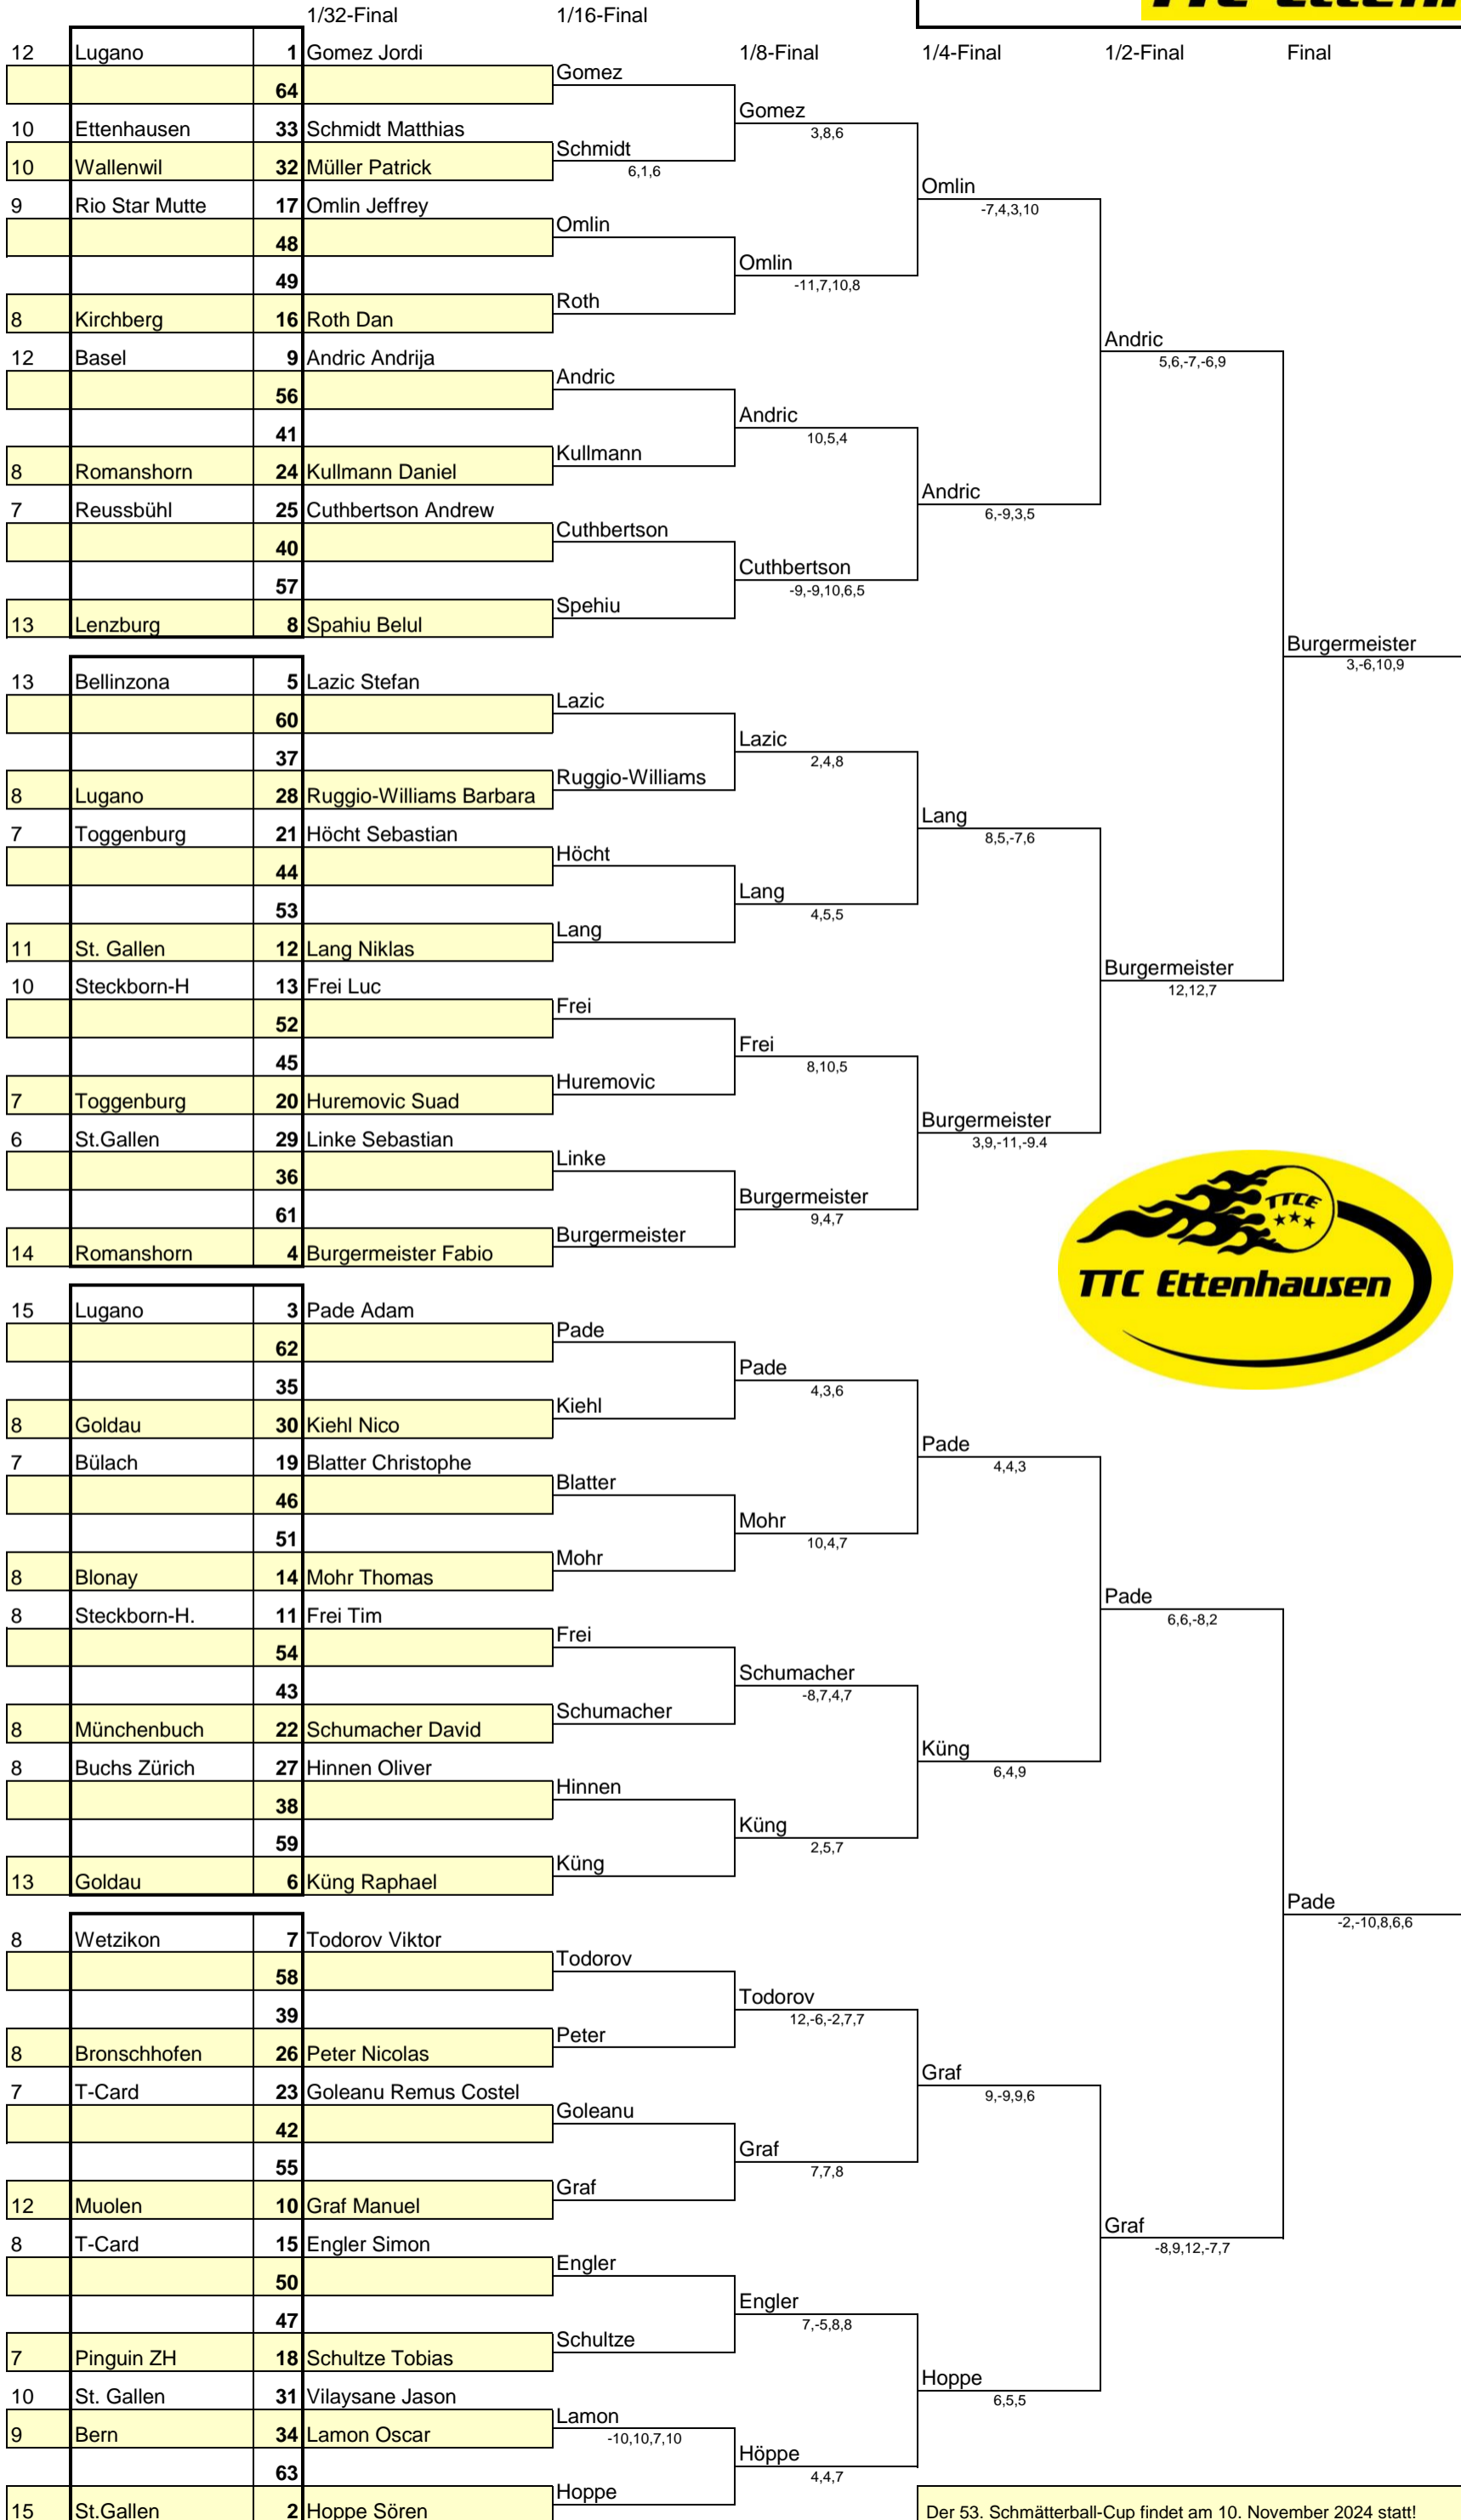 1/32-Final 1/16-Final
1/8-Final 1/4-Final 1/2-Final Final
12 Lugano 1 Gomez Jordi
Gomez
64
Gomez
3,8,6
10 Ettenhausen 33 Schmidt Matthias
Schmidt
6,1,6
10 Wallenwil 32 Müller Patrick
Omlin
-7,4,3,10
9 Rio Star Mutte 17 Omlin Jeffrey
Omlin
48
Omlin
-11,7,10,8
49
Roth
8 Kirchberg 16 Roth Dan
Andric
5,6,-7,-6,9
12 Basel 9 Andric Andrija
Andric
56
Andric
10,5,4
41
Kullmann
8 Romanshorn 24 Kullmann Daniel
Andric
6,-9,3,5
7 Reussbühl 25 Cuthbertson Andrew
Cuthbertson
40
Cuthbertson
-9,-9,10,6,5
57
Spehiu
13 Lenzburg 8 Spahiu Belul
Burgermeister
3,-6,10,9
13 Bellinzona 5 Lazic Stefan
Lazic
60
Lazic
2,4,8
37
Ruggio-Williams
8 Lugano 28 Ruggio-Williams Barbara
Lang
8,5,-7,6
7 Toggenburg 21 Höcht Sebastian
Höcht
44
Lang
4,5,5
53
Lang
11 St. Gallen 12 Lang Niklas
Burgermeister
12,12,7
10 Steckborn-H 13 Frei Luc
Frei
52
Frei
8,10,5
45
Huremovic
7 Toggenburg 20 Huremovic Suad
Burgermeister
3,9,-11,-9.4
6 St.Gallen 29 Linke Sebastian
Linke
36
Burgermeister
9,4,7
61
Burgermeister
14 Romanshorn 4 Burgermeister Fabio
TTCE
TTC Ettenhausen
15 Lugano 3 Pade Adam
Pade
62
Pade
4,3,6
35
Kiehl
8 Goldau 30 Kiehl Nico
Pade
4,4,3
7 Bülach 19 Blatter Christophe
Blatter
46
Mohr
10,4,7
51
Mohr
8 Blonay 14 Mohr Thomas
Pade
6,6,-8,2
8 Steckborn-H. 11 Frei Tim
Frei
54
Schumacher
-8,7,4,7
43
Schumacher
8 Münchenbuch 22 Schumacher David
Küng
6,4,9
8 Buchs Zürich 27 Hinnen Oliver
Hinnen
38
Küng
2,5,7
59
Küng
13 Goldau 6 Küng Raphael
Pade
-2,-10,8,6,6
8 Wetzikon 7 Todorov Viktor
Todorov
58
Todorov
12,-6,-2,7,7
39
Peter
8 Bronschhofen 26 Peter Nicolas
Graf
9,-9,9,6
7 T-Card 23 Goleanu Remus Costel
Goleanu
42
Graf
7,7,8
55
Graf
12 Muolen 10 Graf Manuel
Graf
-8,9,12,-7,7
8 T-Card 15 Engler Simon
Engler
50
Engler
7,-5,8,8
47
Schultze
7 Pinguin ZH 18 Schultze Tobias
Hoppe
6,5,5
10 St. Gallen 31 Vilaysane Jason
Lamon
-10,10,7,10
9 Bern 34 Lamon Oscar
Höppe
4,4,7
63
Hoppe
15 St.Gallen 2 Hoppe Sören
Der 53. Schmätterball-Cup findet am 10. November 2024 statt!